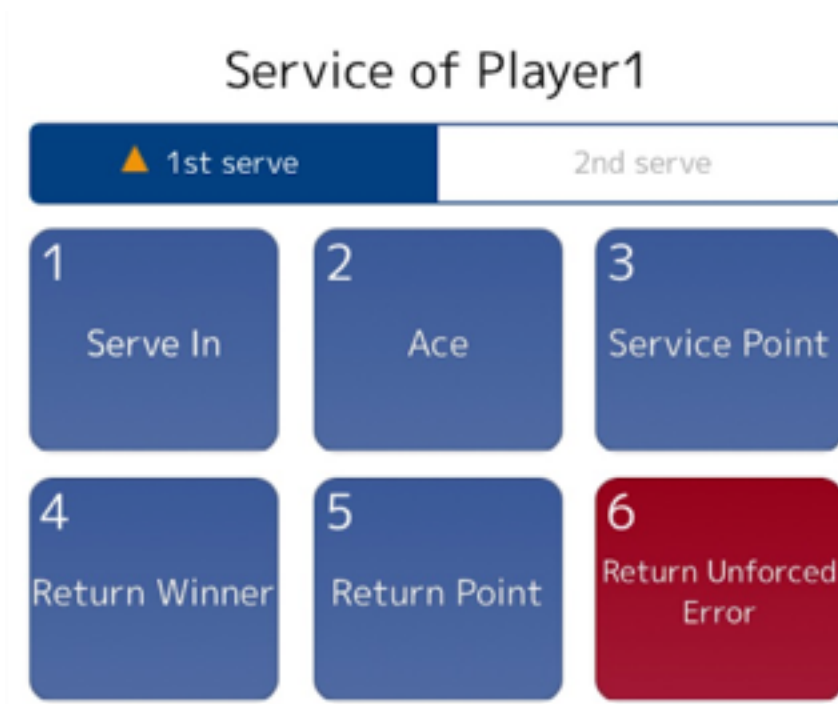 Service of Player1
1st serve
2nd serve
1
2
3
Serve In
Ace
Service Point
4
5
6
Return Winner
Return Point
Return Unforced
Error